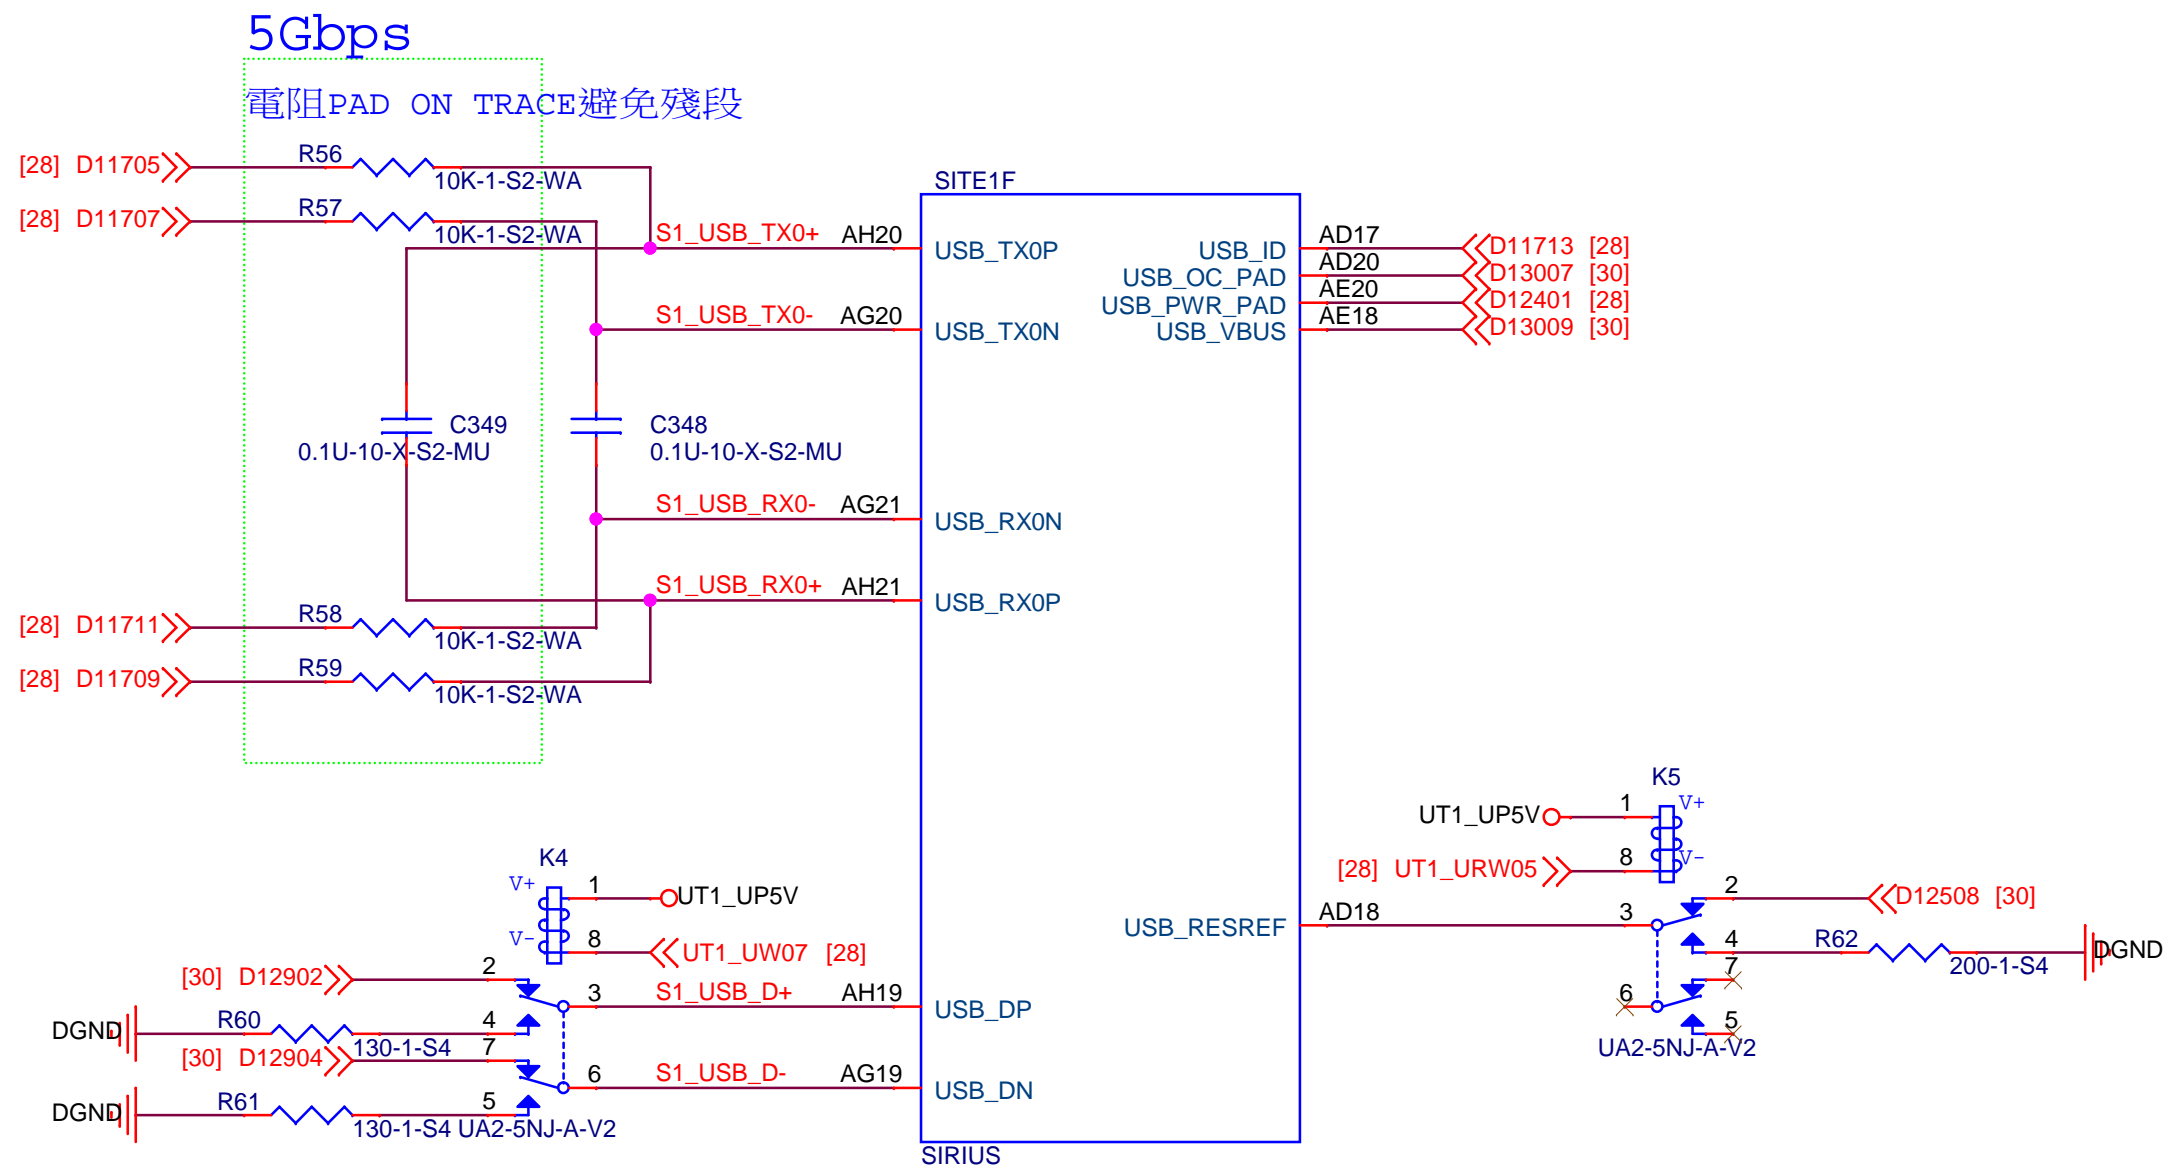 5Gbps
電阻PAD ON TRACE避免殘段
[28] D11705
R56
10K-1-S2-WA
[28] D11707
R57
10K-1-S2-WA
S1_USB_TX0+ AH20
S1_USB_TX0- AG20
C349
0.1U-10-X-S2-MU
C348
0.1U-10-X-S2-MU
S1_USB_RX0- AG21
S1_USB_RX0+ AH21
[28] D11711
R58
10K-1-S2-WA
[28] D11709
R59
10K-1-S2-WA
SITE1F
USB_TX0P
USB_TX0N
USB_RX0N
USB_RX0P
USB_DP
USB_DN
USB_ID
USB_OC_PAD
USB_PWR_PAD
USB_VBUS
USB_RESREF
SIRIUS
AD17
D11713 [28]
AD20
D13007 [30]
AE20
D12401 [28]
AE18
D13009 [30]
K4
V+
1
UT1_UP5V
V-
8
UT1_UW07 [28]
[30] D12902
2
3
S1_USB_D+ AH19
DGND
R60
130-1-S4
4
[30] D12904
7
6
S1_USB_D- AG19
DGND
R61
130-1-S4
5
UA2-5NJ-A-V2
K5
UT1_UP5V
1
V+
[28] UT1_URW05
8
V-
AD18
3
2
D12508 [30]
4
R62
200-1-S4
DGND
7
6
5
UA2-5NJ-A-V2